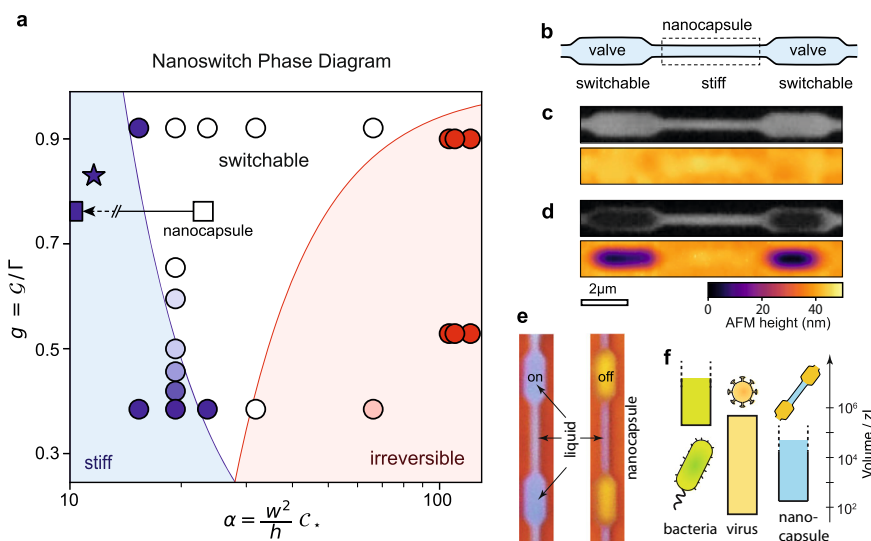 a
Nanoswitch Phase Diagram
0.9
0.7
0.5
0.3
g = 𝒢/Γ
switchable
nanocapsule
stiff
irreversible
10
100
α = w²/h 𝒞⋆
b
nanocapsule
valve
valve
switchable
stiff
switchable
c
d
2μm
0
20
40
AFM height (nm)
e
on
off
liquid
nanocapsule
f
10⁶
10⁴
10²
Volume / zl
bacteria
virus
nano-
capsule